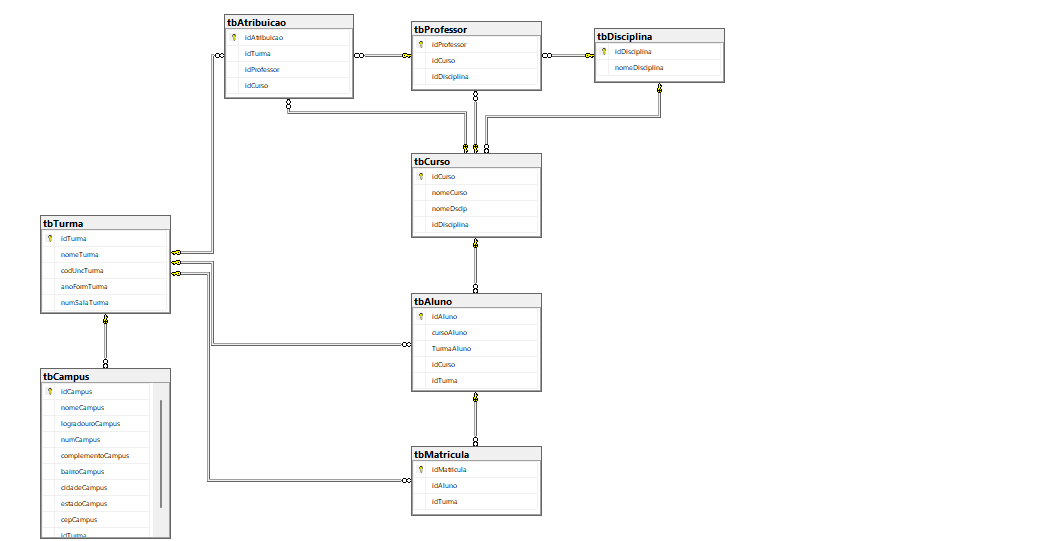 tbAtribuicao
idAtribuicao
idTurma
idProfessor
idCurso
tbProfessor
idProfessor
idCurso
idDisciplina
tbDisciplina
idDisciplina
nomeDisciplina
tbCurso
idCurso
nomeCurso
nomeDsclp
idDisciplina
tbTurma
idTurma
nomeTurma
codUncTurma
anoFormTurma
numSalaTurma
tbAluno
idAluno
cursoAluno
TurmaAluno
idCurso
idTurma
tbCampus
idCampus
nomeCampus
logradouroCampus
numCampus
complementoCampus
bairroCampus
cidadeCampus
estadoCampus
cepCampus
idTurma
tbMatricula
idMatricula
idAluno
idTurma